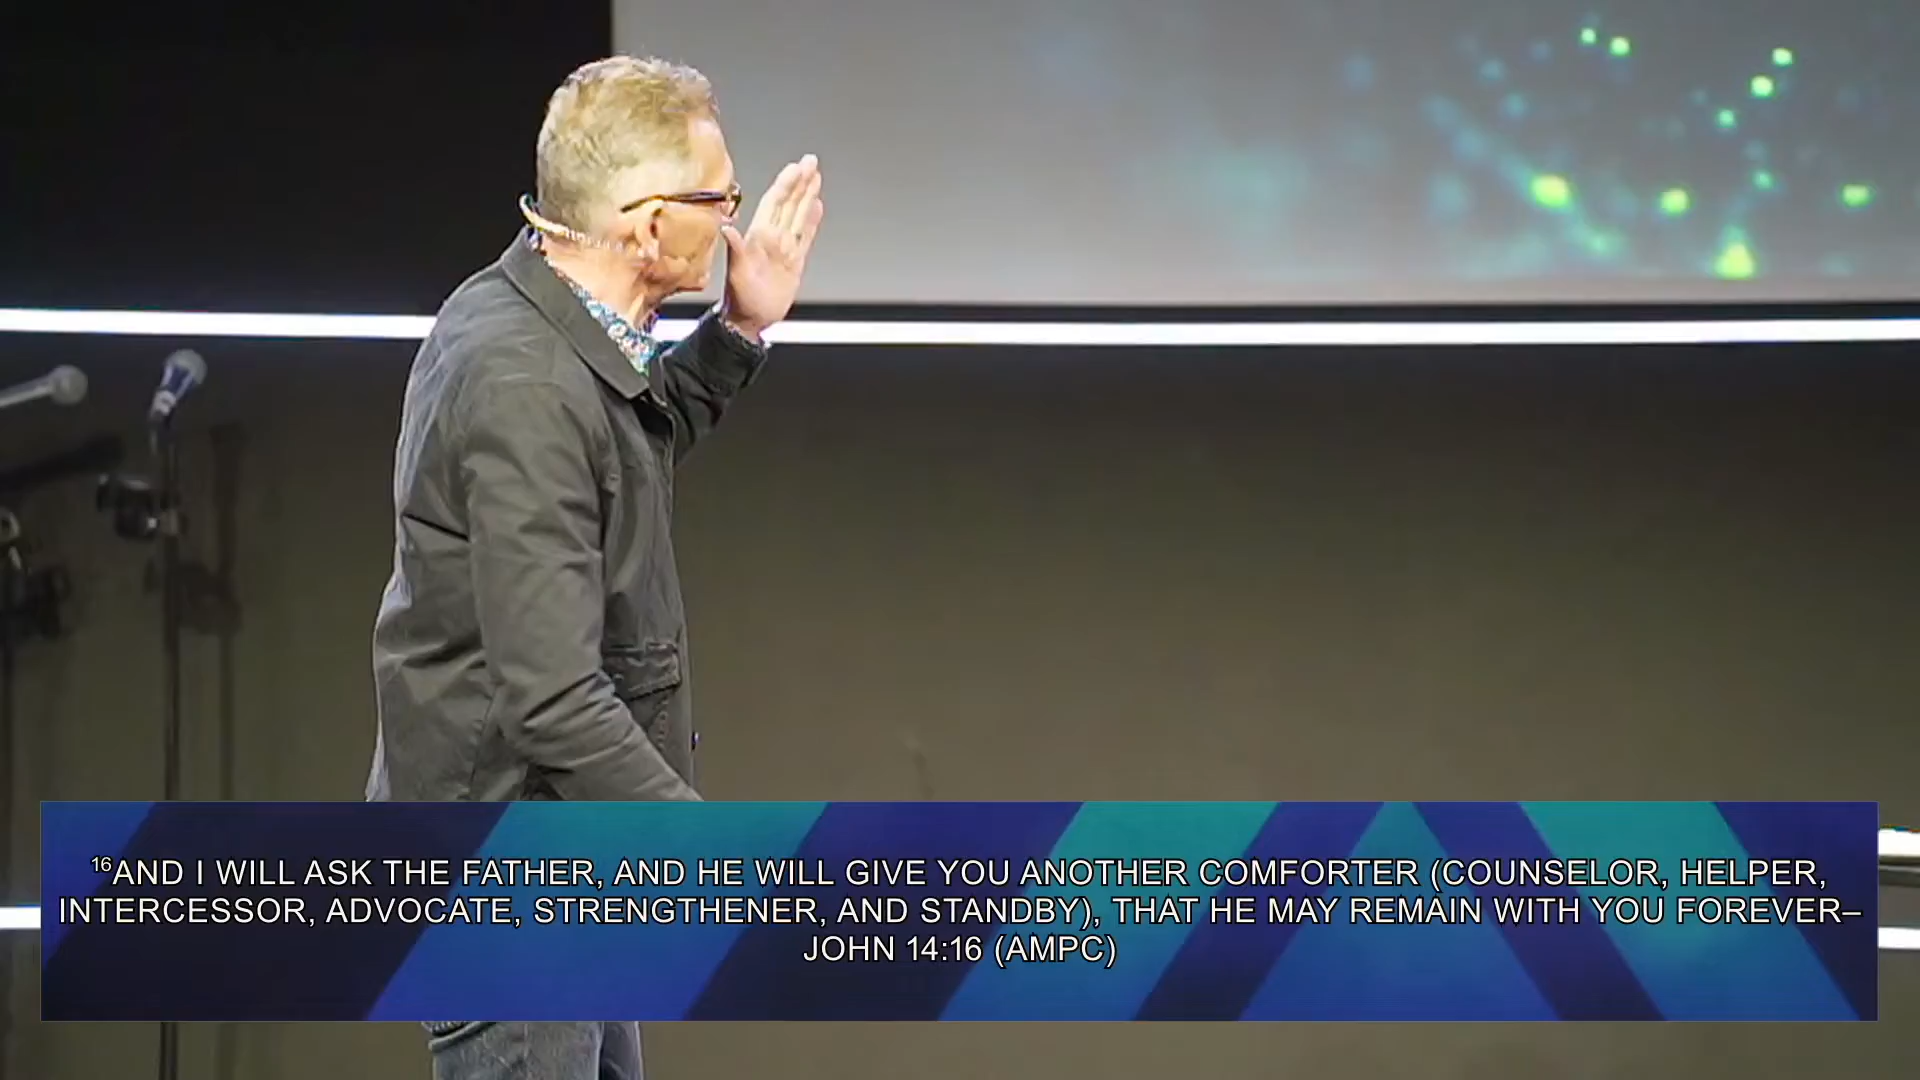 16AND I WILL ASK THE FATHER, AND HE WILL GIVE YOU ANOTHER COMFORTER (COUNSELOR, HELPER,
INTERCESSOR, ADVOCATE, STRENGTHENER, AND STANDBY), THAT HE MAY REMAIN WITH YOU FOREVER–
JOHN 14:16 (AMPC)